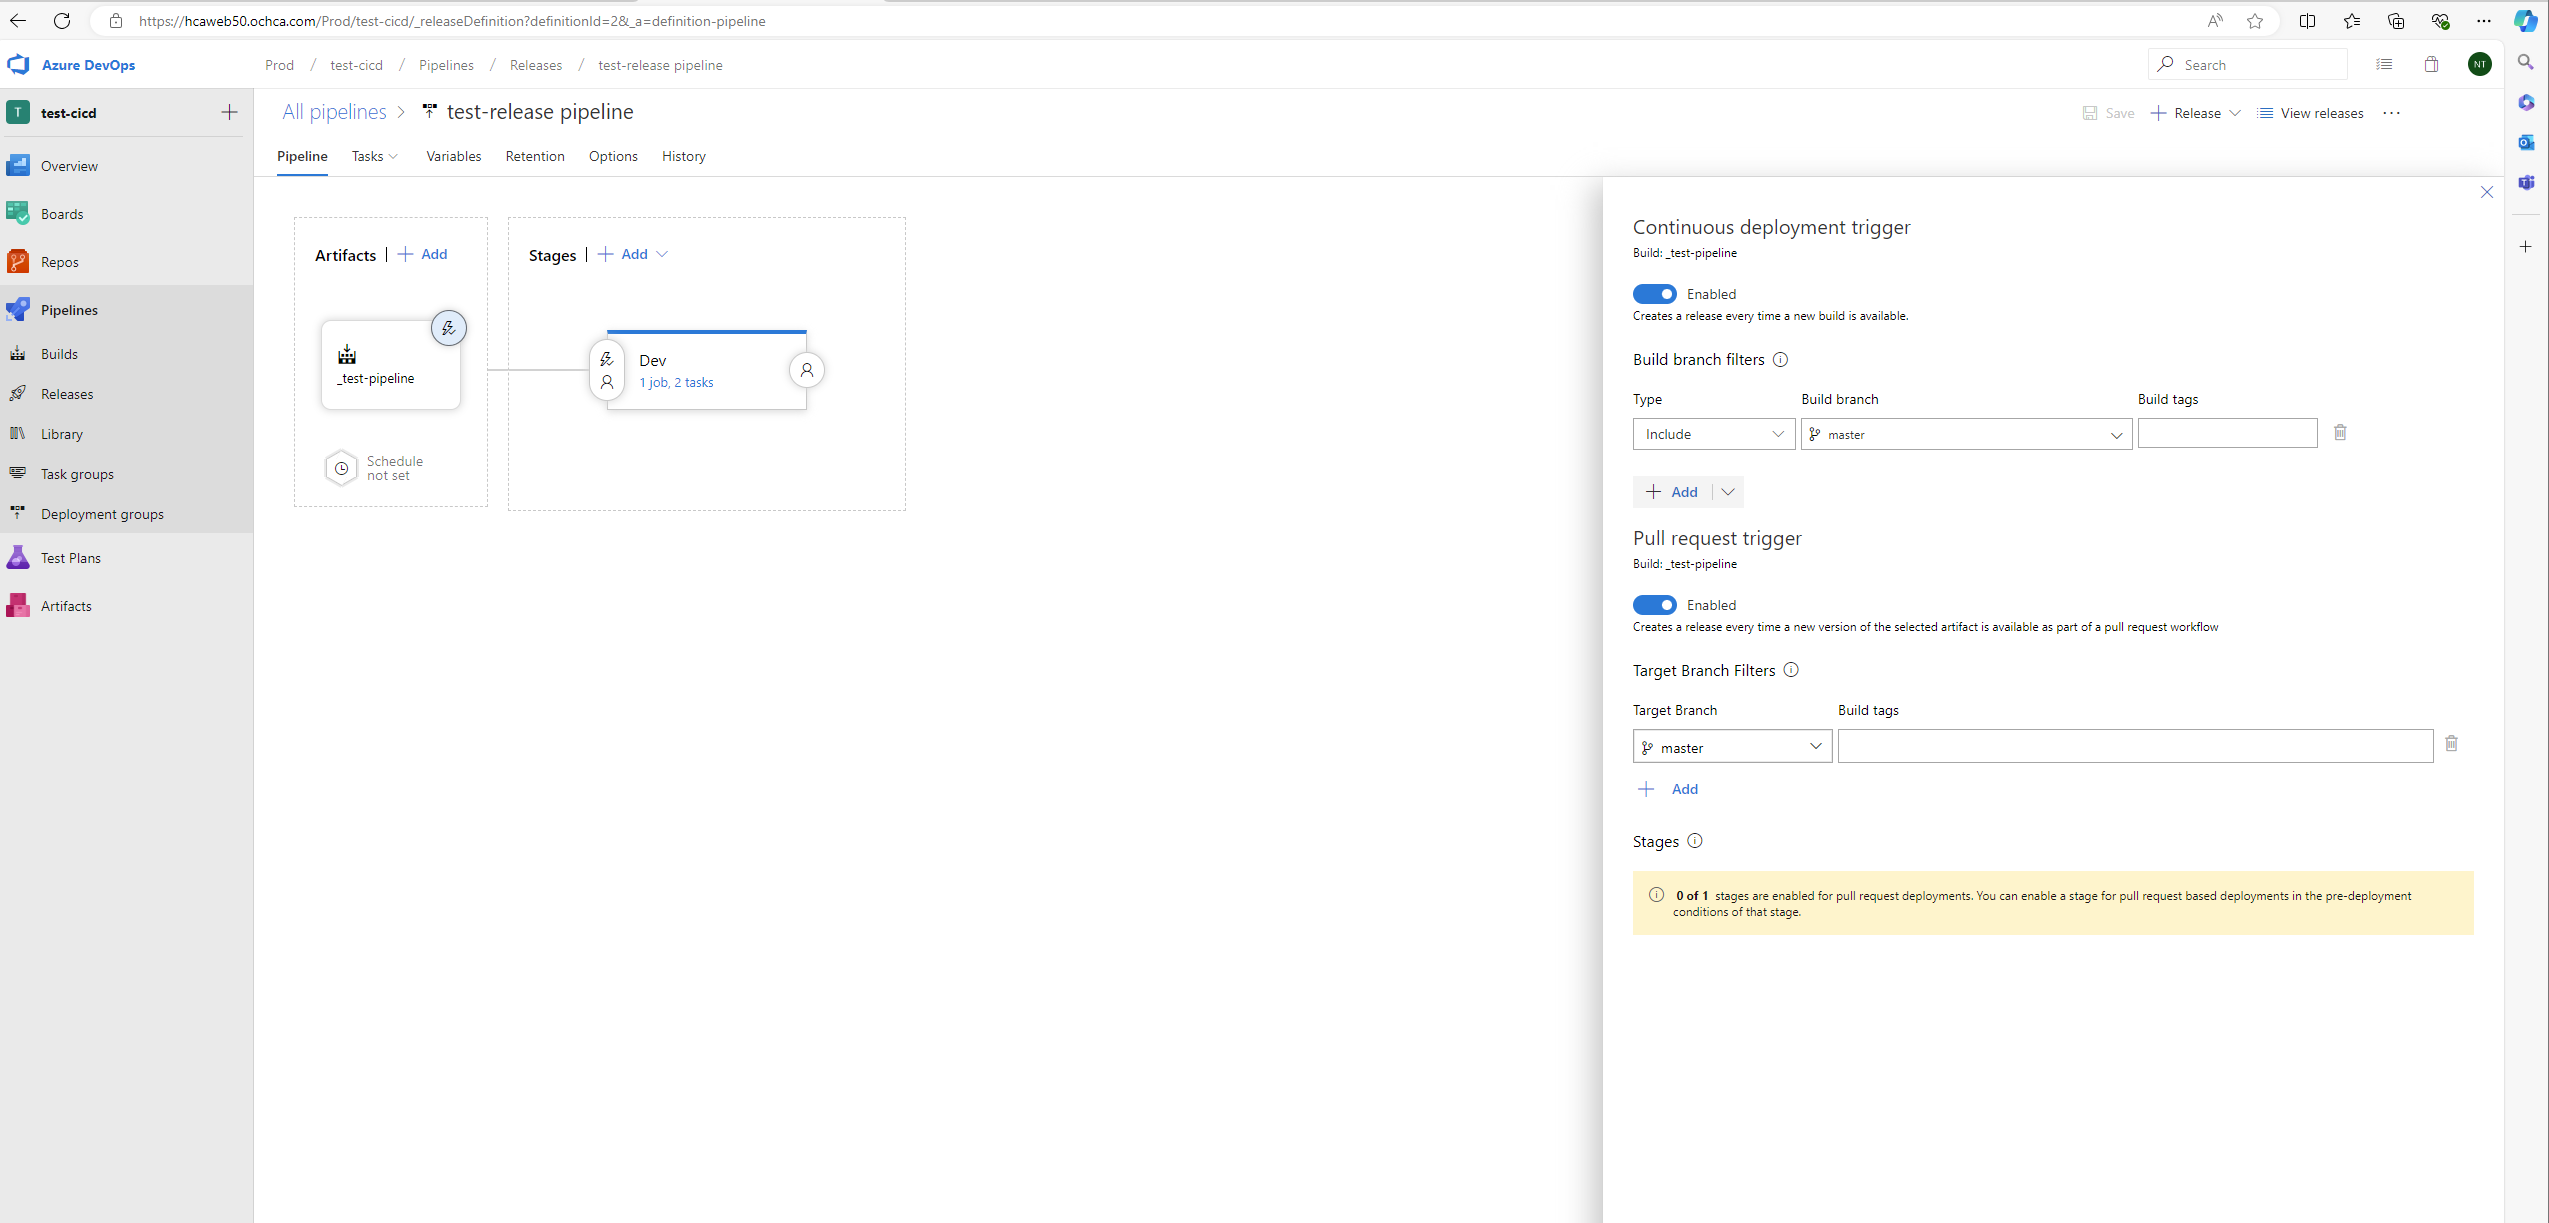 https://hcaweb50.ochca.com/Prod/test-cicd/_releaseDefinition?definitionId=2&_a=definition-pipeline
Azure DevOps
Prod / test-cicd / Pipelines / Releases / test-release pipeline
Search
NT
T test-cicd
Overview
Boards
Repos
Pipelines
Builds
Releases
Library
Task groups
Deployment groups
Test Plans
Artifacts
All pipelines > test-release pipeline
Save
Release
View releases
Pipeline Tasks Variables Retention Options History
Artifacts | Add
_test-pipeline
Schedule
not set
Stages | Add
Dev
1 job, 2 tasks
Continuous deployment trigger
Build: _test-pipeline
Enabled
Creates a release every time a new build is available.
Build branch filters
Type Build branch Build tags
Include master
Add
Pull request trigger
Build: _test-pipeline
Enabled
Creates a release every time a new version of the selected artifact is available as part of a pull request workflow
Target Branch Filters
Target Branch Build tags
master
Add
Stages
0 of 1 stages are enabled for pull request deployments. You can enable a stage for pull request based deployments in the pre-deployment
conditions of that stage.